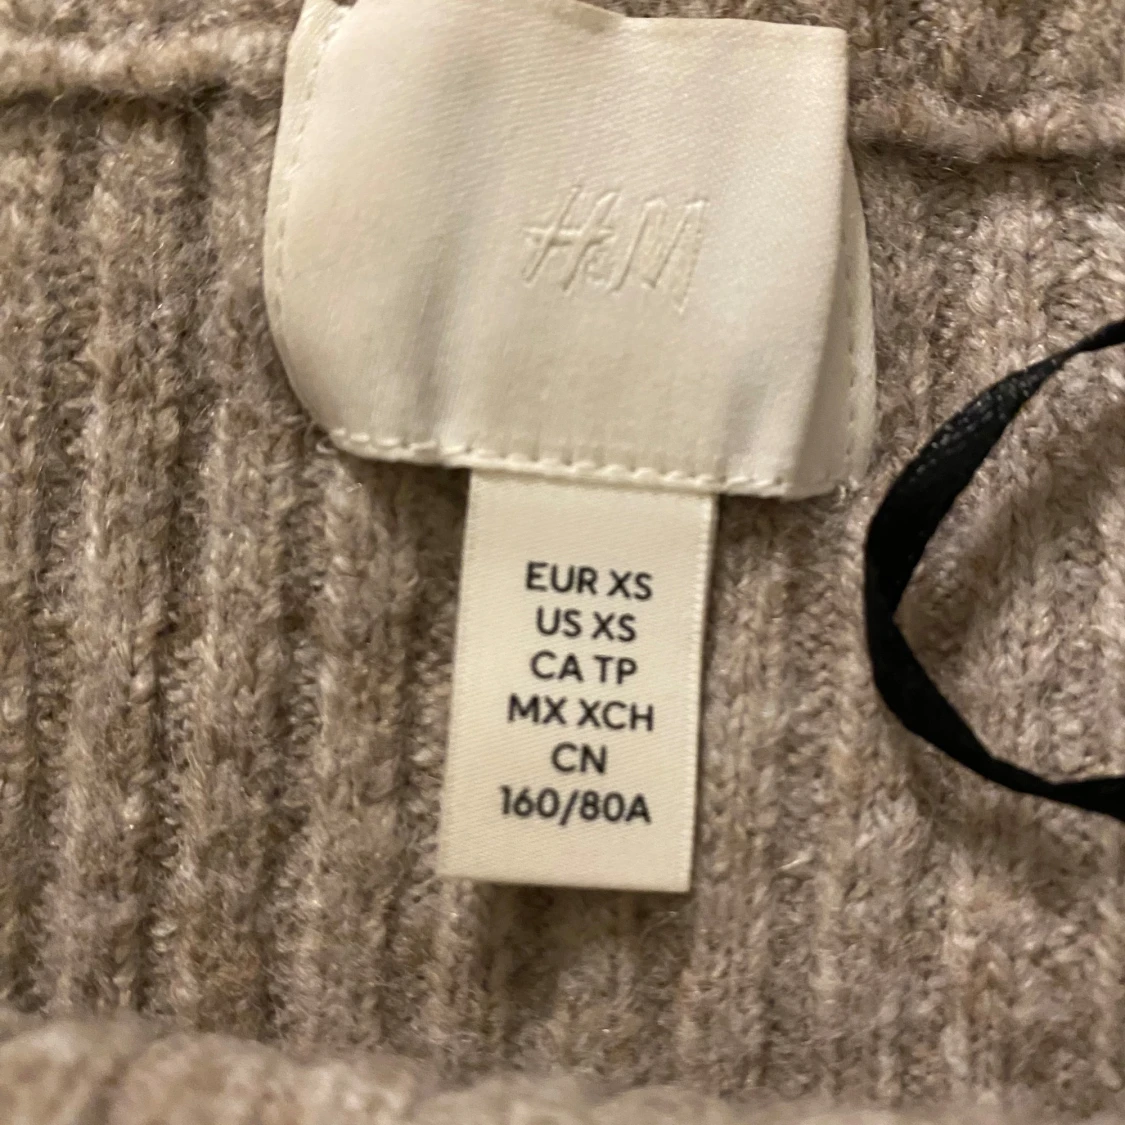 H&M
EUR XS
US XS
CA TP
MX XCH
CN
160/80A